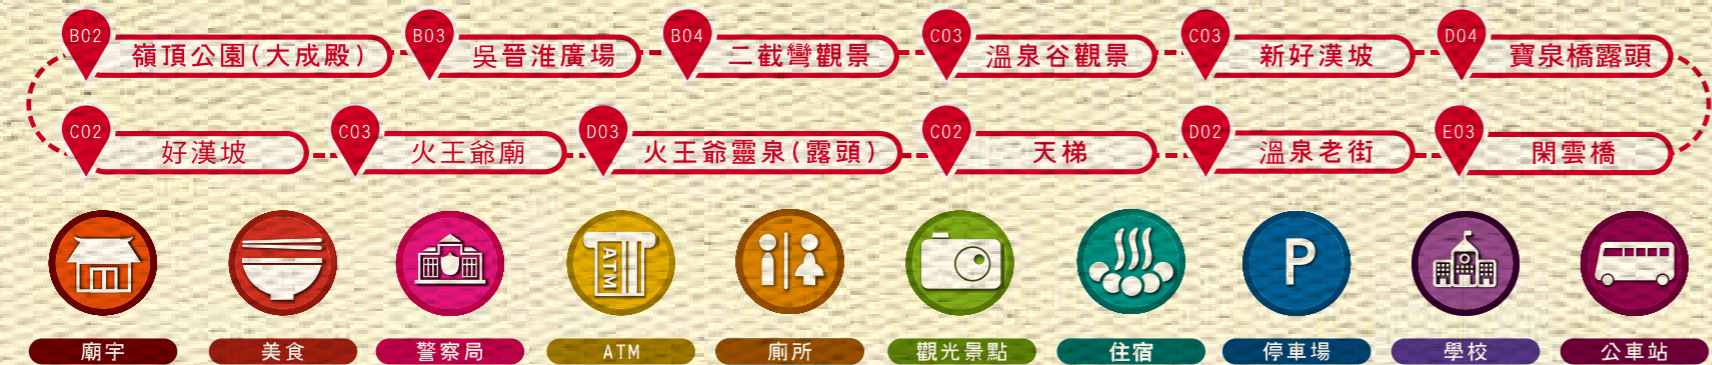 B02 嶺頂公園(大成殿) B03 吳晉淮廣場 B04 二截彎觀景 C03 溫泉谷觀景 C03 新好漢坡 D04 寶泉橋露頭
C02 好漢坡 C03 火王爺廟 D03 火王爺靈泉(露頭) C02 天梯 D02 溫泉老街 E03 閑雲橋
ATM P
廟宇 美食 警察局 ATM 廁所 觀光景點 住宿 停車場 學校 公車站